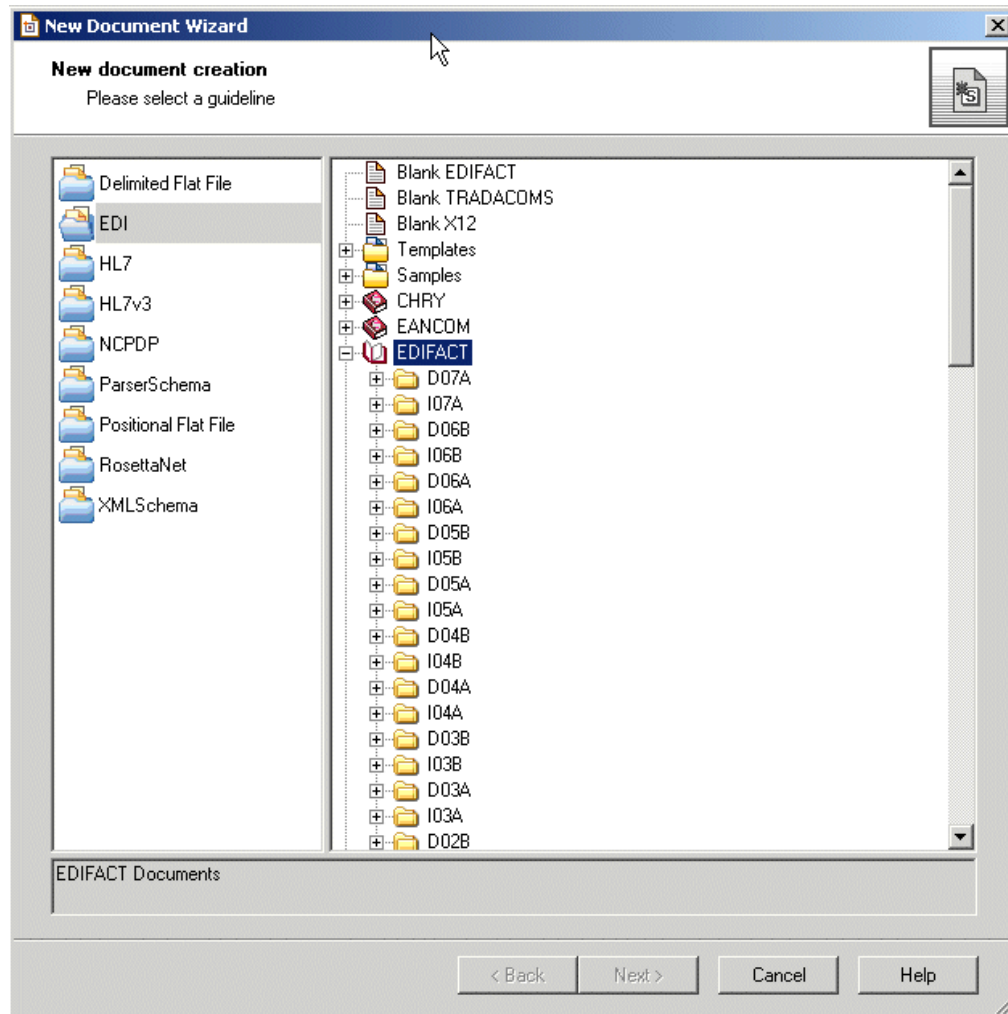 New Document Wizard
New document creation
Please select a guideline
Delimited Flat File
EDI
HL7
HL7v3
NCPDP
ParserSchema
Positional Flat File
RosettaNet
XMLSchema
Blank EDIFACT
Blank TRADACOMS
Blank X12
Templates
Samples
CHRY
EANCOM
EDIFACT
D07A
I07A
D06B
I06B
D06A
I06A
D05B
I05B
D05A
I05A
D04B
I04B
D04A
I04A
D03B
I03B
D03A
I03A
D02B
EDIFACT Documents
< Back
Next >
Cancel
Help